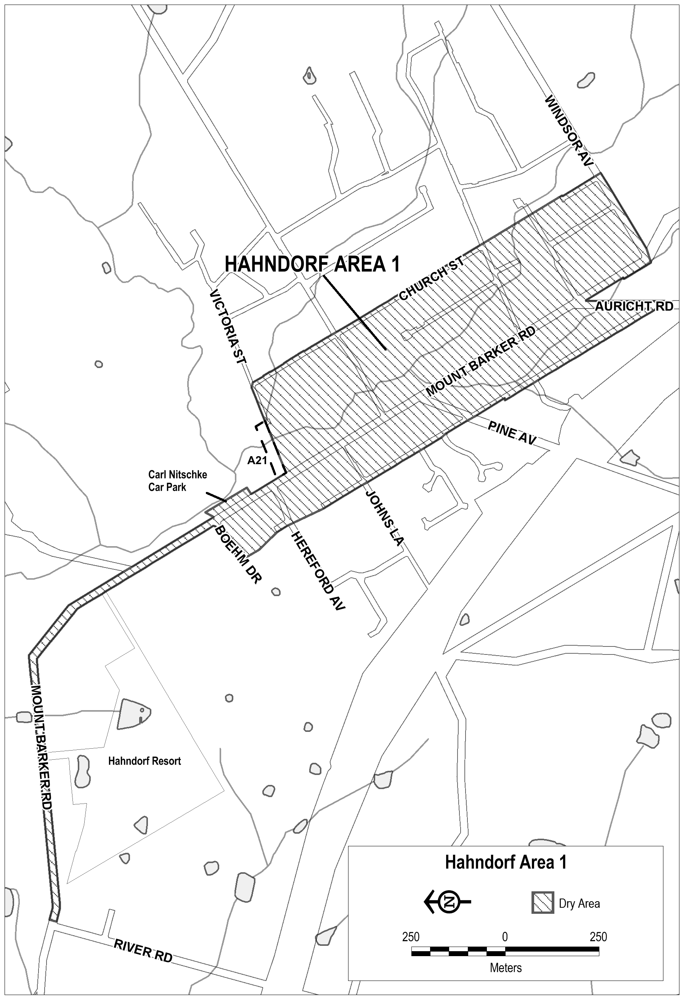 WINDSOR AV
HAHNDORF AREA 1
CHURCH ST
VICTORIA ST
AURICHT RD
MOUNT BARKER RD
PINE AV
A21
Carl Nitschke
Car Park
JOHNS LA
BOEHM DR
HEREFORD AV
MOUNT BARKER RD
Hahndorf Resort
RIVER RD
Hahndorf Area 1
N
Dry Area
250 0 250
Meters